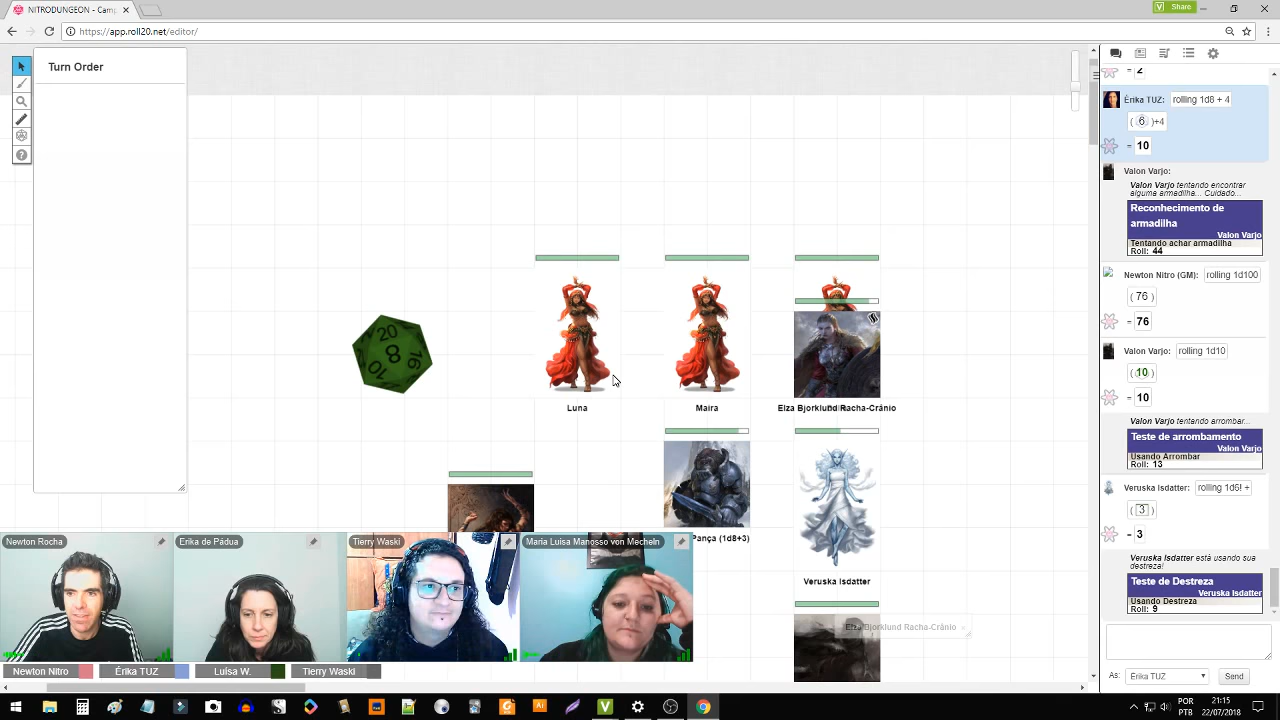 NITRODUNGEON - Camp
Share
https://app.roll20.net/editor/
Turn Order
20
8
16
10
Luna
Maira
Elza Bjorklund Racha-Crânio
Pança (1d8+3)
Veruska Isdatter
Elza Bjorklund Racha-Crânio
Newton Rocha
Erika de Pádua
Tierry Waski
Maria Luisa Manosso von Mecheln
Newton Nitro
Érika TUZ
Luísa W.
Tierry Waski
= 2
Érika TUZ: rolling 1d8 + 4
( 6 )+4
= 10
Valon Varjo:
Valon Varjo tentando encontrar
alguma armadilha... Cuidado...
Reconhecimento de
armadilha
Valon Varjo
Tentando achar armadilha
Roll: 44
Newton Nitro (GM): rolling 1d100
( 76 )
= 76
Valon Varjo: rolling 1d10
( 10 )
= 10
Valon Varjo tentando arrombar...
Teste de arrombamento
Valon Varjo
Usando Arrombar
Roll: 13
Veruska Isdatter: rolling 1d6! +
( 3 )
= 3
Veruska Isdatter está usando sua
destreza!
Teste de Destreza
Veruska Isdatter
Usando Destreza
Roll: 9
As: Érika TUZ Send
POR
PTB
21:15
22/07/2018